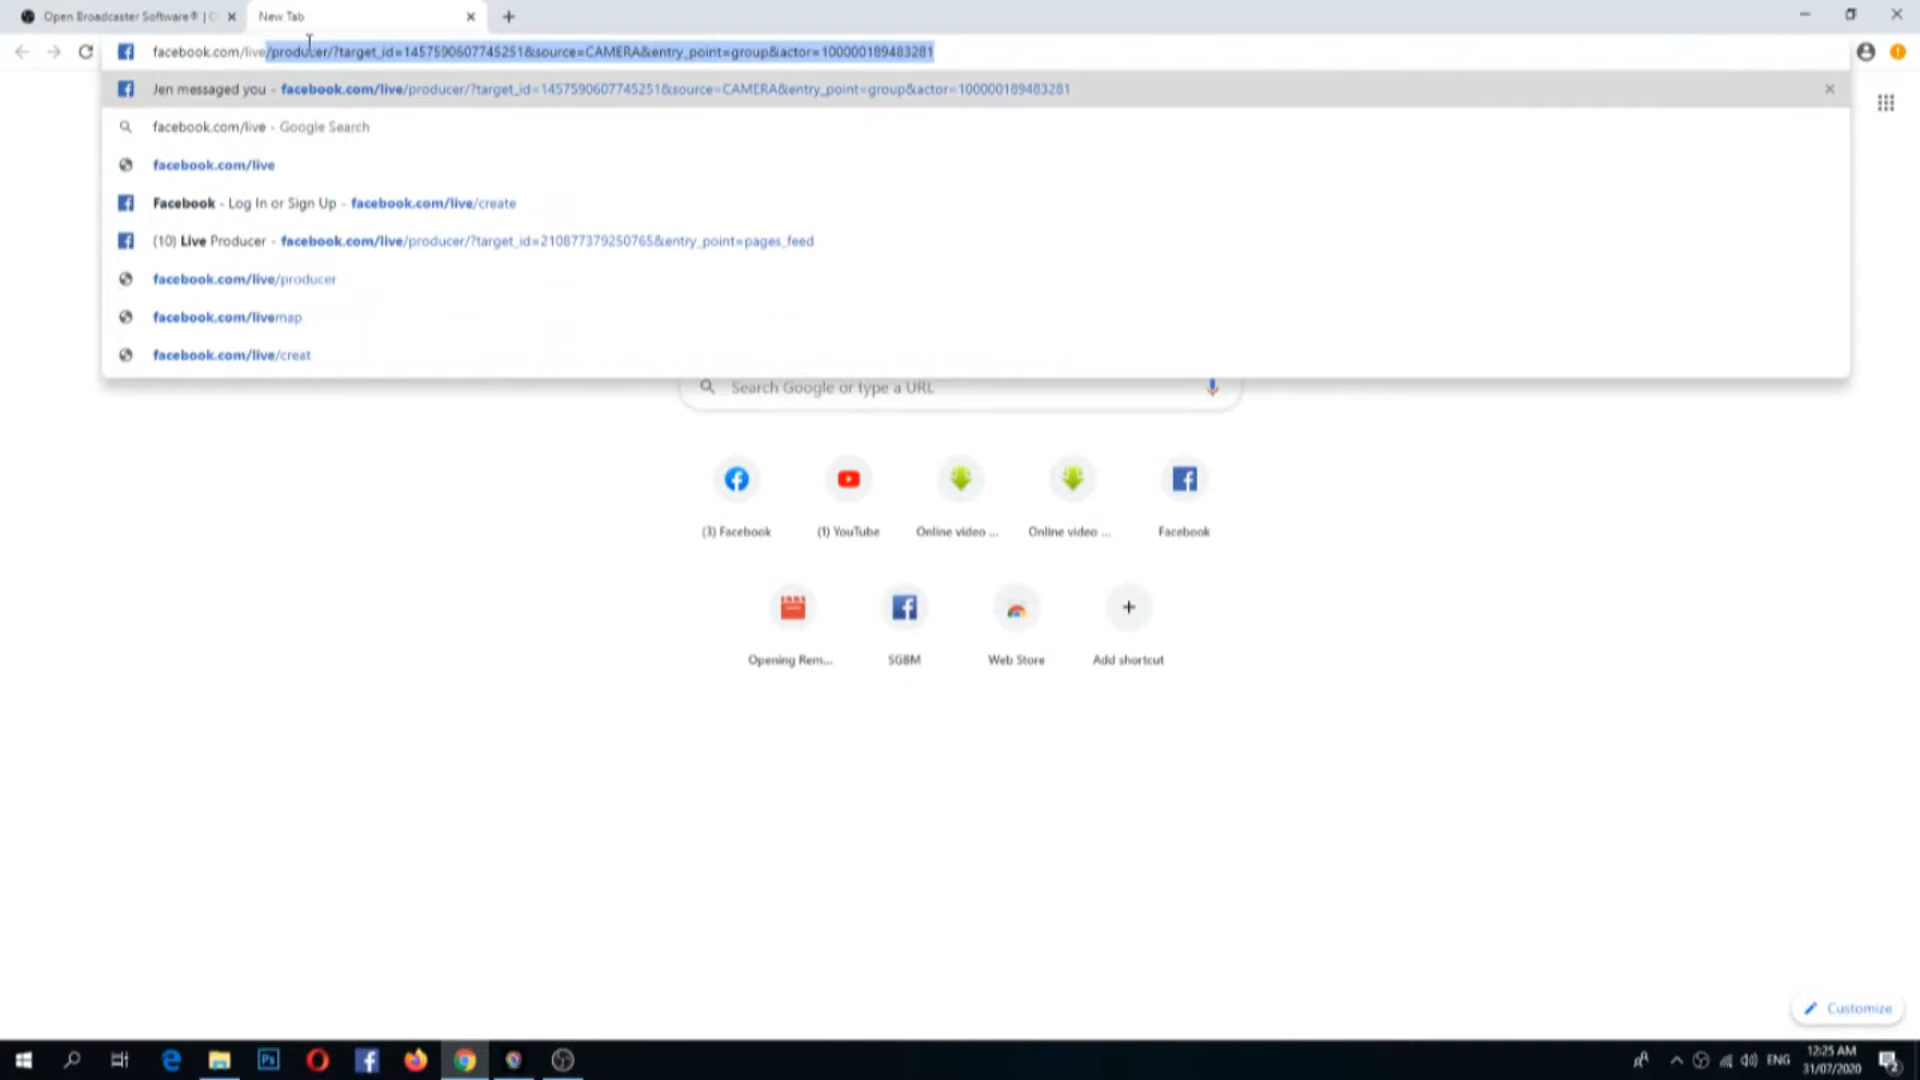 Open Broadcaster Software® | C
New Tab
facebook.com/live/producer/?target_id=1457590607745251&source=CAMERA&entry_point=group&actor=100000189483281
Jen messaged you - facebook.com/live/producer/?target_id=1457590607745251&source=CAMERA&entry_point=group&actor=100000189483281
facebook.com/live - Google Search
facebook.com/live
Facebook - Log In or Sign Up - facebook.com/live/create
(10) Live Producer - facebook.com/live/producer/?target_id=210877379250765&entry_point=pages_feed
facebook.com/live/producer
facebook.com/livemap
facebook.com/live/creat
Search Google or type a URL
(3) Facebook
(1) YouTube
Online video ...
Online video ...
Facebook
Opening Rem...
SGBM
Web Store
Add shortcut
Customize
Ps
ENG
12:25 AM
31/07/2020
2